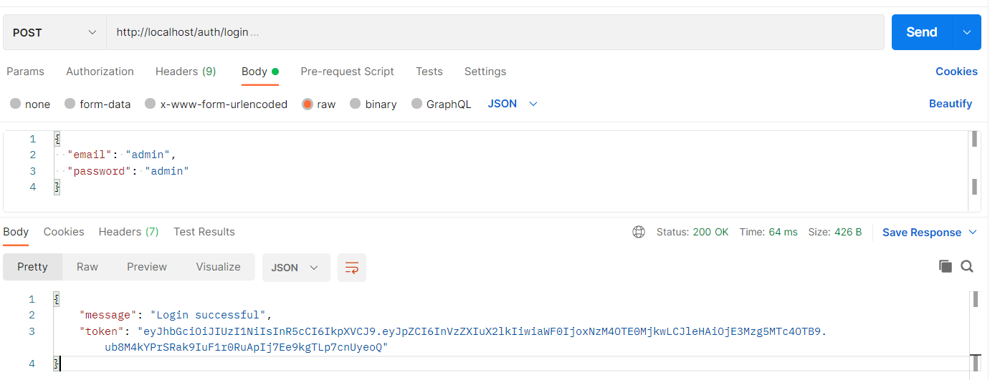 POST http://localhost/auth/login ... Send
Params Authorization Headers (9) Body Pre-request Script Tests Settings Cookies
none form-data x-www-form-urlencoded raw binary GraphQL JSON Beautify
1 {
2 "email": "admin",
3 "password": "admin"
4 }
Body Cookies Headers (7) Test Results Status: 200 OK Time: 64 ms Size: 426 B Save Response
Pretty Raw Preview Visualize JSON
1 {
2 "message": "Login successful",
3 "token": "eyJhbGciOiJIUzI1NiIsInR5cCI6IkpXVCJ9.eyJpZCI6InVzZXIuX2lkIiwiaWF0IjoxNzM4OTE0MjkwLCJleHAiOjE3Mzg5MTc4OTB9.
ub8M4kYPrSRak9IuF1r0RuApIj7Ee9kgTLp7cnUyeoQ"
4 }